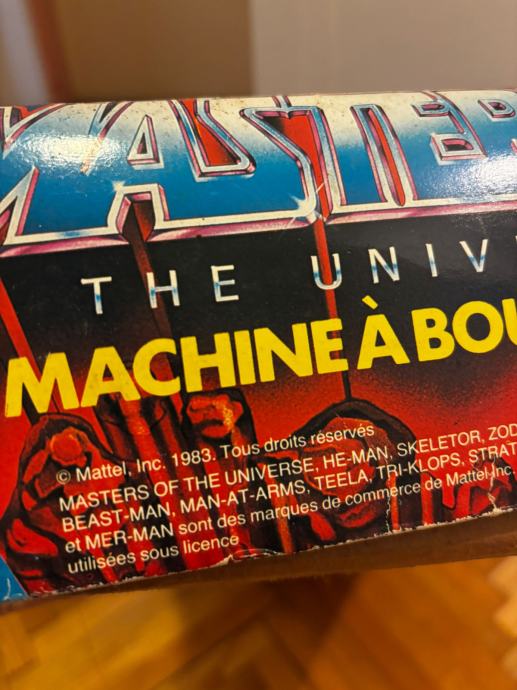 MASTER
THE UNIV
MACHINE À BOU
© Mattel, Inc. 1983. Tous droits réservés
MASTERS OF THE UNIVERSE, HE-MAN, SKELETOR, ZOD
BEAST-MAN, MAN-AT-ARMS, TEELA, TRI-KLOPS, STRAT
et MER-MAN sont des marques de commerce de Mattel Inc.
utilisées sous licence